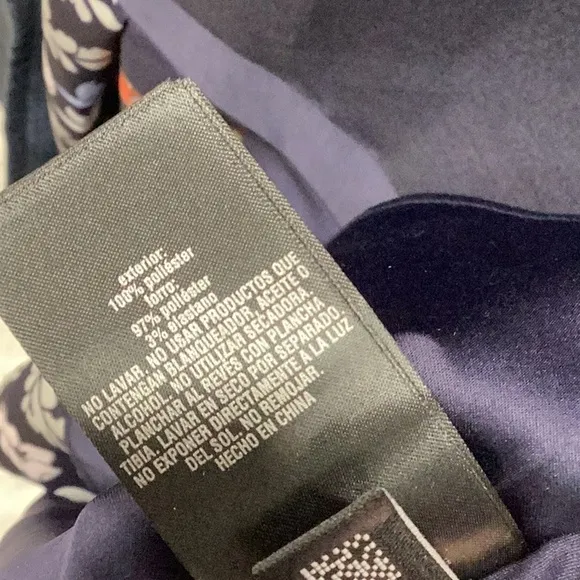 exterior:
100% poliéster
forro:
97% poliéster
3% elastano
NO LAVAR. NO USAR PRODUCTOS QUE
CONTENGAN BLANQUEADOR, ACEITE O
ALCOHOL. NO UTILIZAR SECADORA.
PLANCHAR AL REVÉS CON PLANCHA
TIBIA. LAVAR EN SECO POR SEPARADO.
NO EXPONER DIRECTAMENTE A LA LUZ
DEL SOL. NO REMOJAR.
HECHO EN CHINA